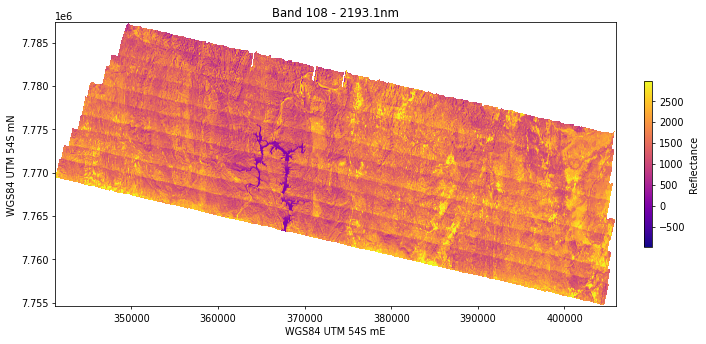 Band 108 - 2193.1nm
1e6
7.785
7.780
7.775
7.770
7.765
7.760
7.755
WGS84 UTM 54S mN
350000 360000 370000 380000 390000 400000
WGS84 UTM 54S mE
2500
2000
1500
1000
500
0
−500
Reflectance